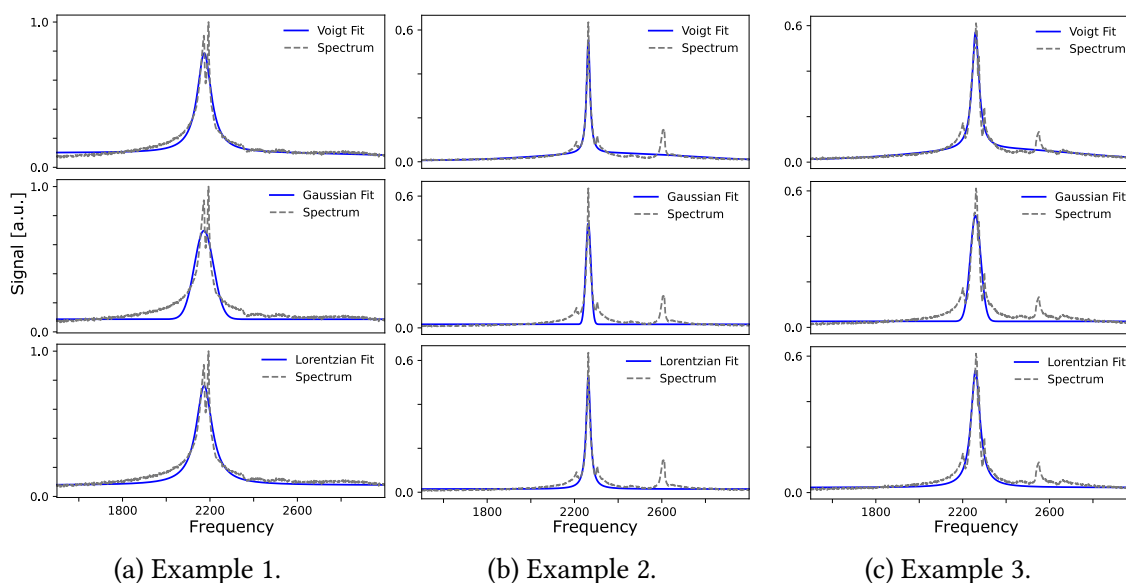 1.0
Voigt Fit
Spectrum
0.0
1.0
Gaussian Fit
Spectrum
0.0
1.0
Lorentzian Fit
Spectrum
0.0
Signal [a.u.]
1800 2200 2600
Frequency
(a) Example 1.
0.6
Voigt Fit
Spectrum
0.0
0.6
Gaussian Fit
Spectrum
0.0
0.6
Lorentzian Fit
Spectrum
0.0
1800 2200 2600
Frequency
(b) Example 2.
0.6
Voigt Fit
Spectrum
0.0
0.6
Gaussian Fit
Spectrum
0.0
0.6
Lorentzian Fit
Spectrum
0.0
1800 2200 2600
Frequency
(c) Example 3.